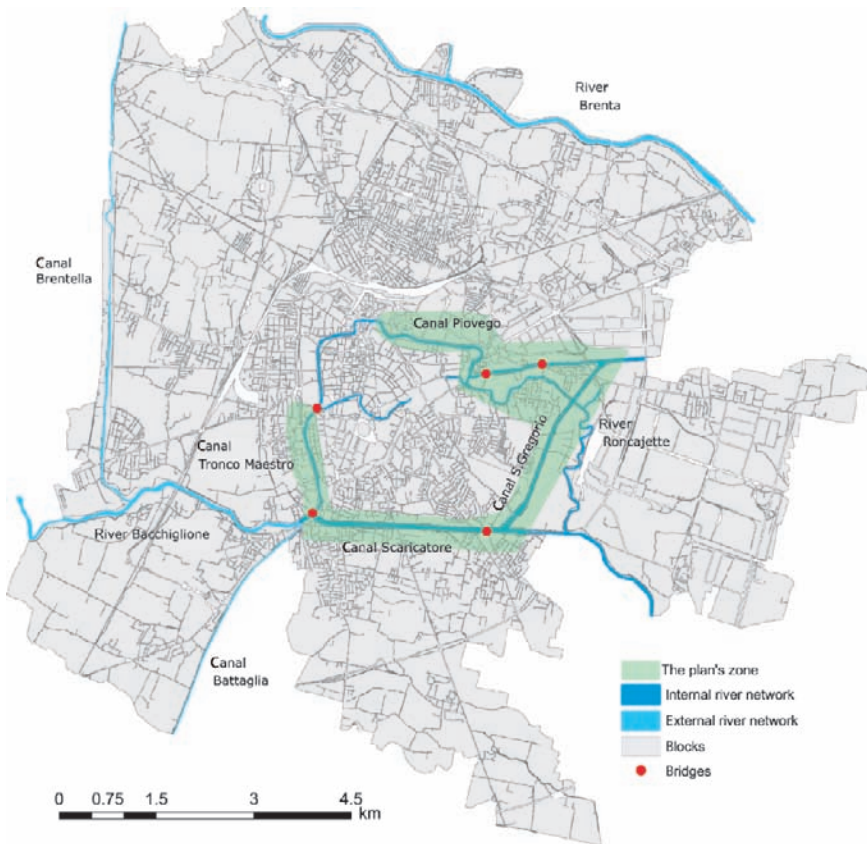 River
Brenta
Canal
Brentella
Canal Piovego
River
Roncajette
Canal
Tronco Maestro
Canal S.Gregorio
River Bacchiglione
Canal Scaricatore
Canal
Battaglia
The plan's zone
Internal river network
External river network
Blocks
Bridges
0 0.75 1.5 3 4.5
km